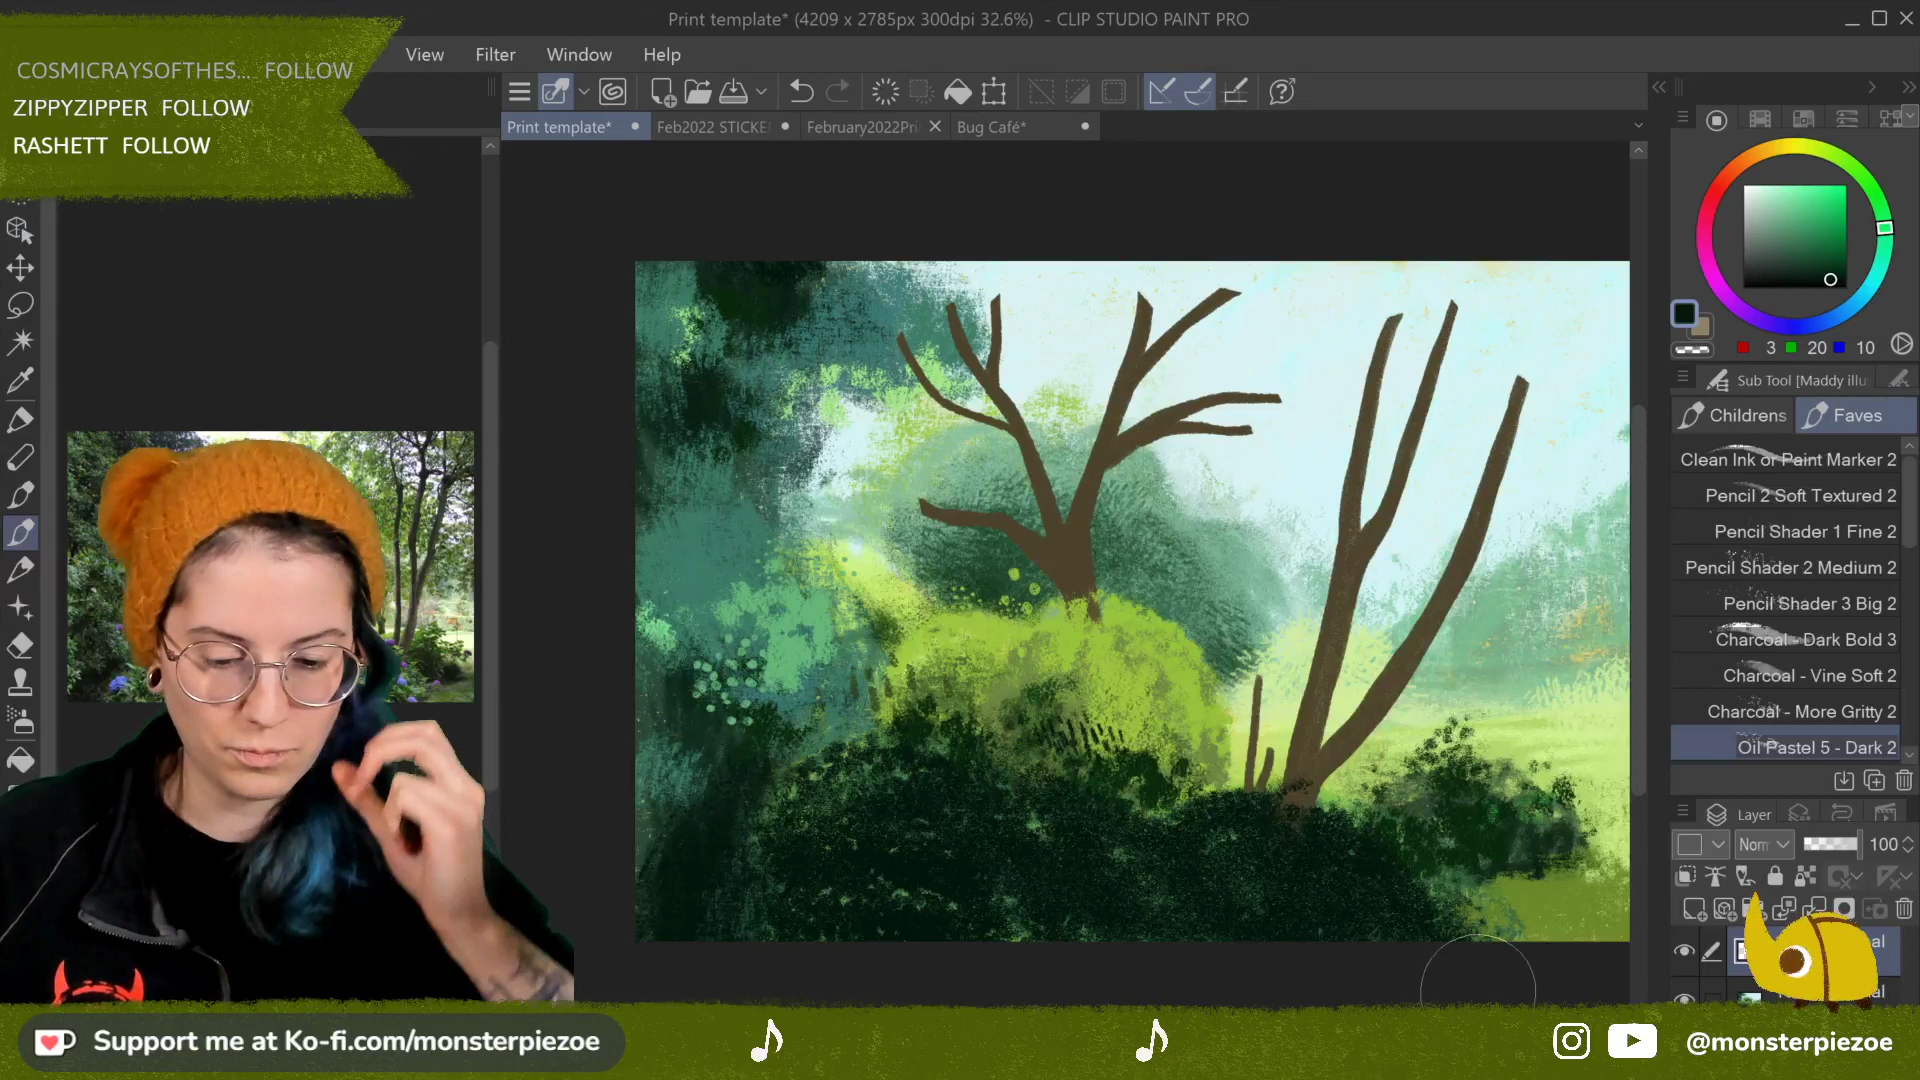 Print template* (4209 x 2785px 300dpi 32.6%) - CLIP STUDIO PAINT PRO
View Filter Window Help
COSMICRAYSOFTHES... FOLLOW
ZIPPYZIPPER FOLLOW
RASHETT FOLLOW
Print template* Feb2022 STICKE February2022Pri Bug Café*
3 20 10
Sub Tool [Maddy illu
Childrens Faves
Clean Ink or Paint Marker 2
Pencil 2 Soft Textured 2
Pencil Shader 1 Fine 2
Pencil Shader 2 Medium 2
Pencil Shader 3 Big 2
Charcoal - Dark Bold 3
Charcoal - Vine Soft 2
Charcoal - More Gritty 2
Oil Pastel 5 - Dark 2
Layer
Norm 100
al
al
Support me at Ko-fi.com/monsterpiezoe
@monsterpiezoe